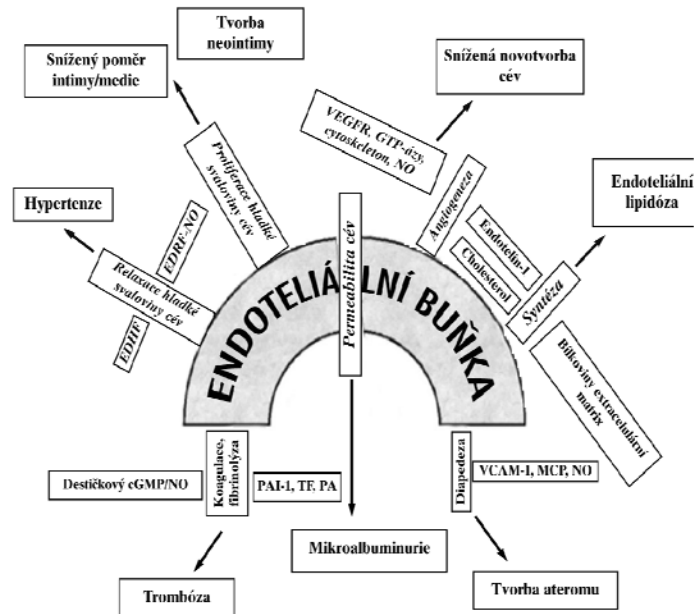 Tvorba
neointimy
Snížený poměr
intimy/medie
Snížená novotvorba
cév
VEGFR, GTP-ázy,
cytoskeleton, NO
Proliferace hladké
svaloviny cév
Angiogeneza
Endoteliální
lipidóza
Hypertenze
EDRF-NO
Relaxace hladké
svaloviny cév
EDHF
Permeabilita cév
Endotelin-1
Cholesterol
Syntéza
Bílkoviny extracelulární
matrix
ENDOTELIÁLNÍ BUŇKA
Destičkový cGMP/NO
Koagulace,
fibrinolýza
PAI-1, TF, PA
Diapedeza
VCAM-1, MCP, NO
Mikroalbuminurie
Trombóza
Tvorba ateromu